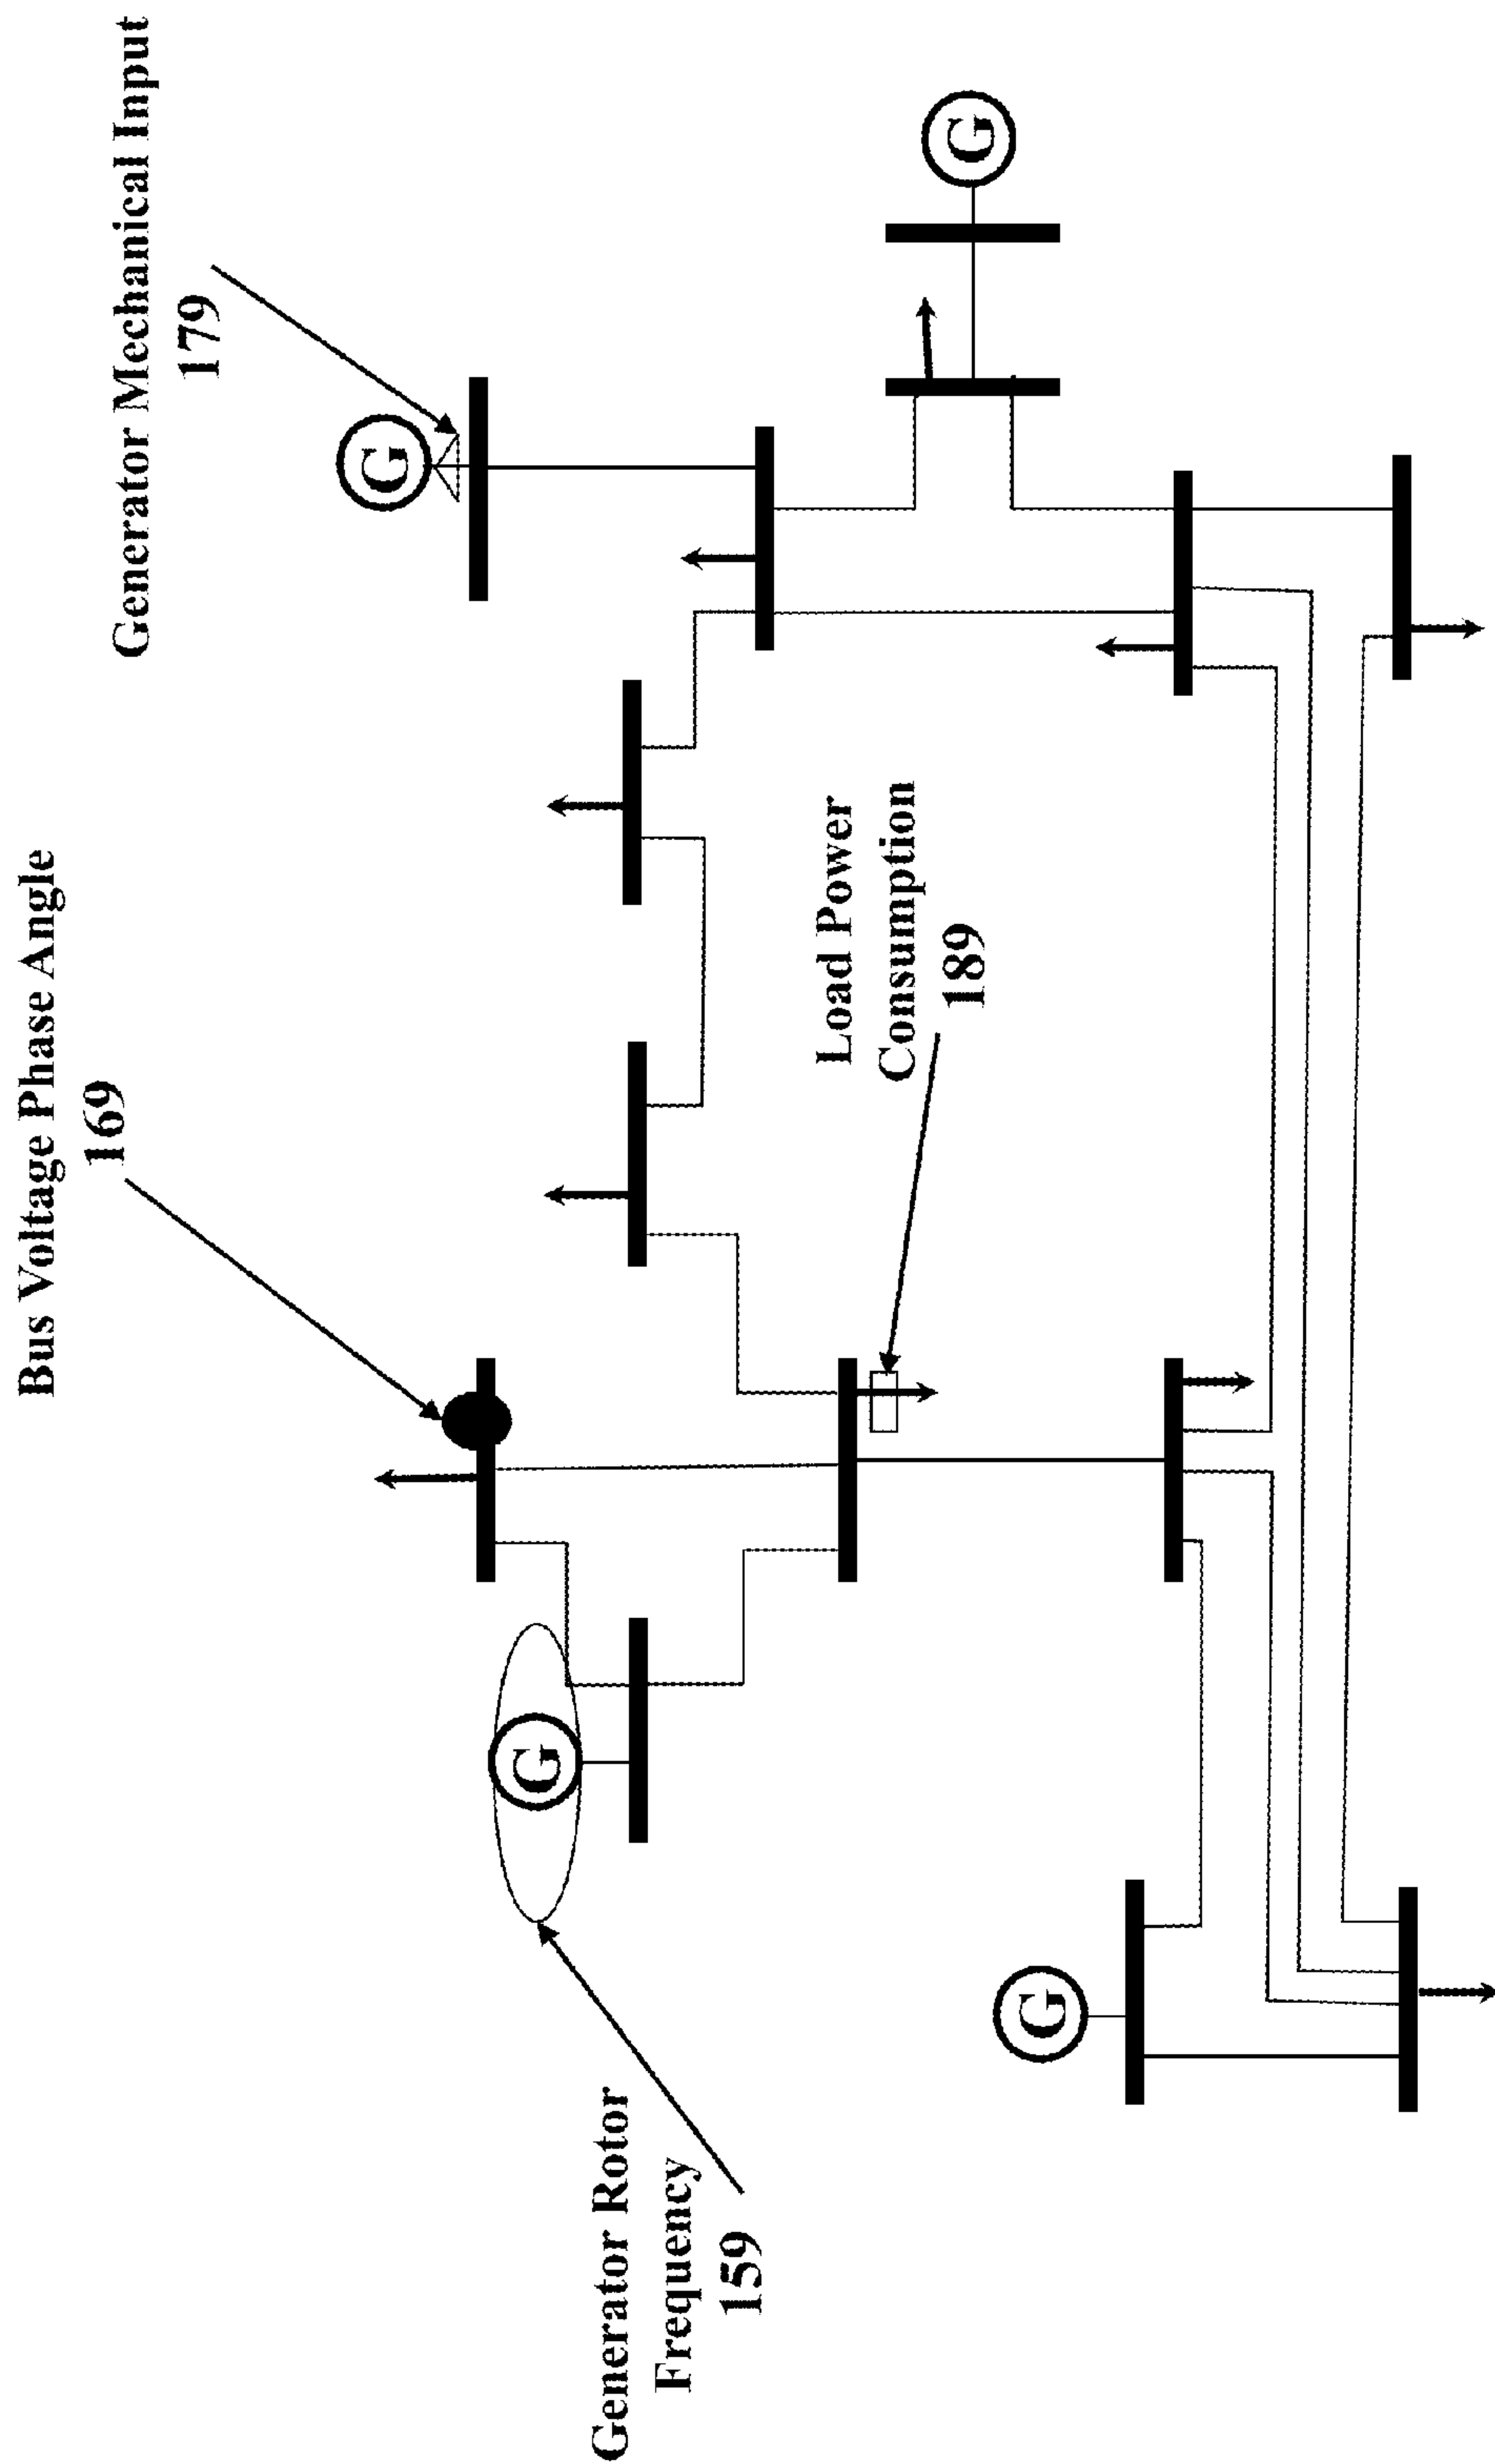 Generator Mechanical Input
179
G
G
Bus Voltage Phase Angle
169
Load Power
Consumption
189
G
G
Generator Rotor
Frequency
159